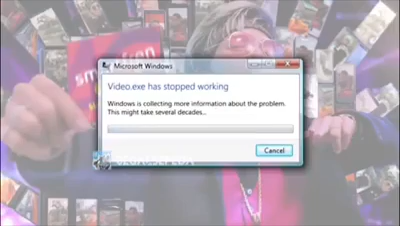 Microsoft Windows
Video.exe has stopped working
Windows is collecting more information about the problem.
This might take several decades...
Cancel